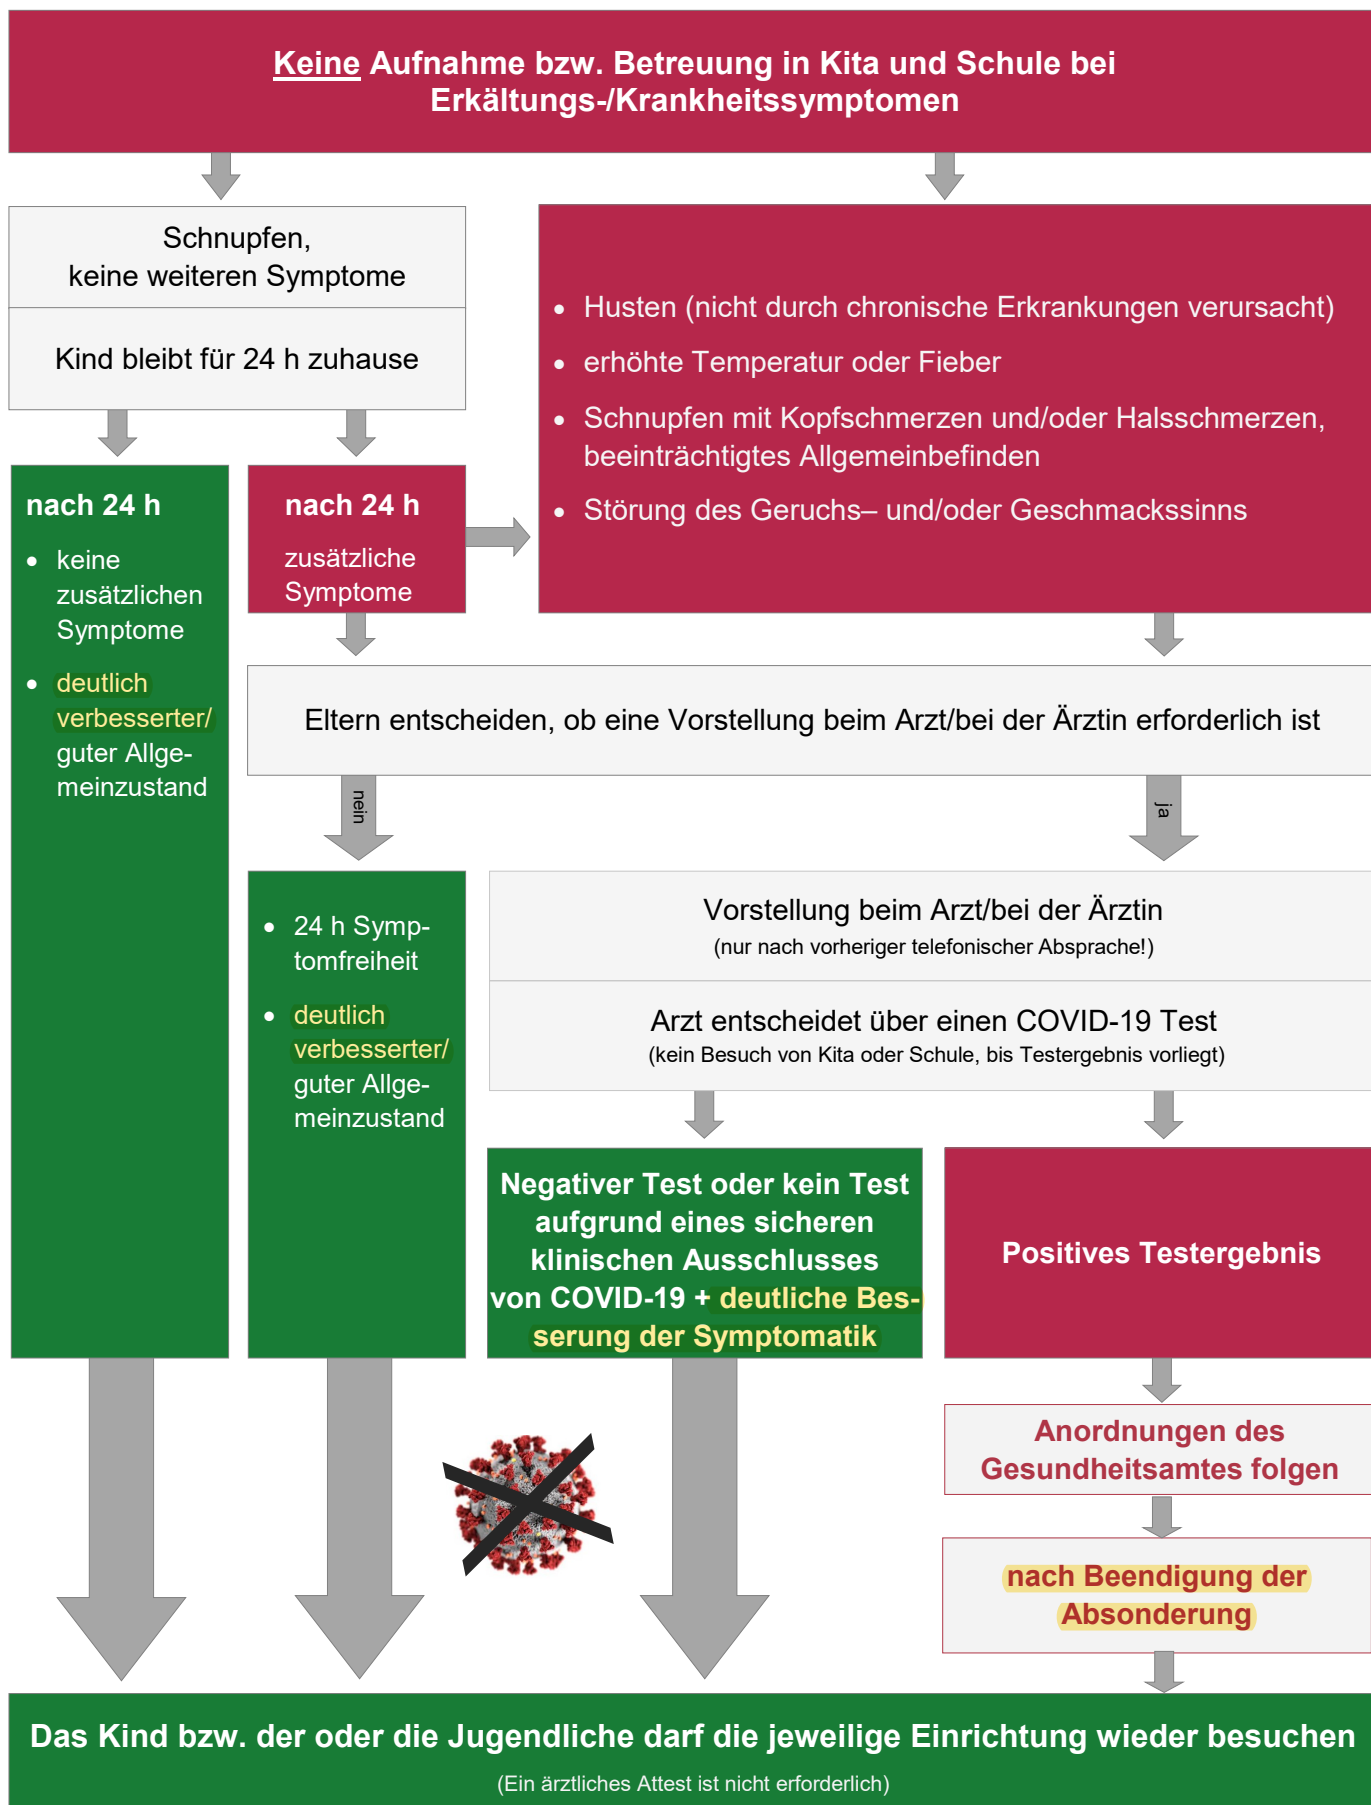 Keine Aufnahme bzw. Betreuung in Kita und Schule bei
Erkältungs-/Krankheitssymptomen
Schnupfen,
keine weiteren Symptome
Kind bleibt für 24 h zuhause
• Husten (nicht durch chronische Erkrankungen verursacht)
• erhöhte Temperatur oder Fieber
• Schnupfen mit Kopfschmerzen und/oder Halsschmerzen,
beeinträchtigtes Allgemeinbefinden
• Störung des Geruchs– und/oder Geschmackssinns
nach 24 h
• keine
zusätzlichen
Symptome
• deutlich
verbesserter/
guter Allge-
meinzustand
nach 24 h
zusätzliche
Symptome
Eltern entscheiden, ob eine Vorstellung beim Arzt/bei der Ärztin erforderlich ist
nein
ja
• 24 h Symp-
tomfreiheit
• deutlich
verbesserter/
guter Allge-
meinzustand
Vorstellung beim Arzt/bei der Ärztin
(nur nach vorheriger telefonischer Absprache!)
Arzt entscheidet über einen COVID-19 Test
(kein Besuch von Kita oder Schule, bis Testergebnis vorliegt)
Negativer Test oder kein Test
aufgrund eines sicheren
klinischen Ausschlusses
von COVID-19 + deutliche Bes-
serung der Symptomatik
Positives Testergebnis
Anordnungen des
Gesundheitsamtes folgen
nach Beendigung der
Absonderung
Das Kind bzw. der oder die Jugendliche darf die jeweilige Einrichtung wieder besuchen
(Ein ärztliches Attest ist nicht erforderlich)